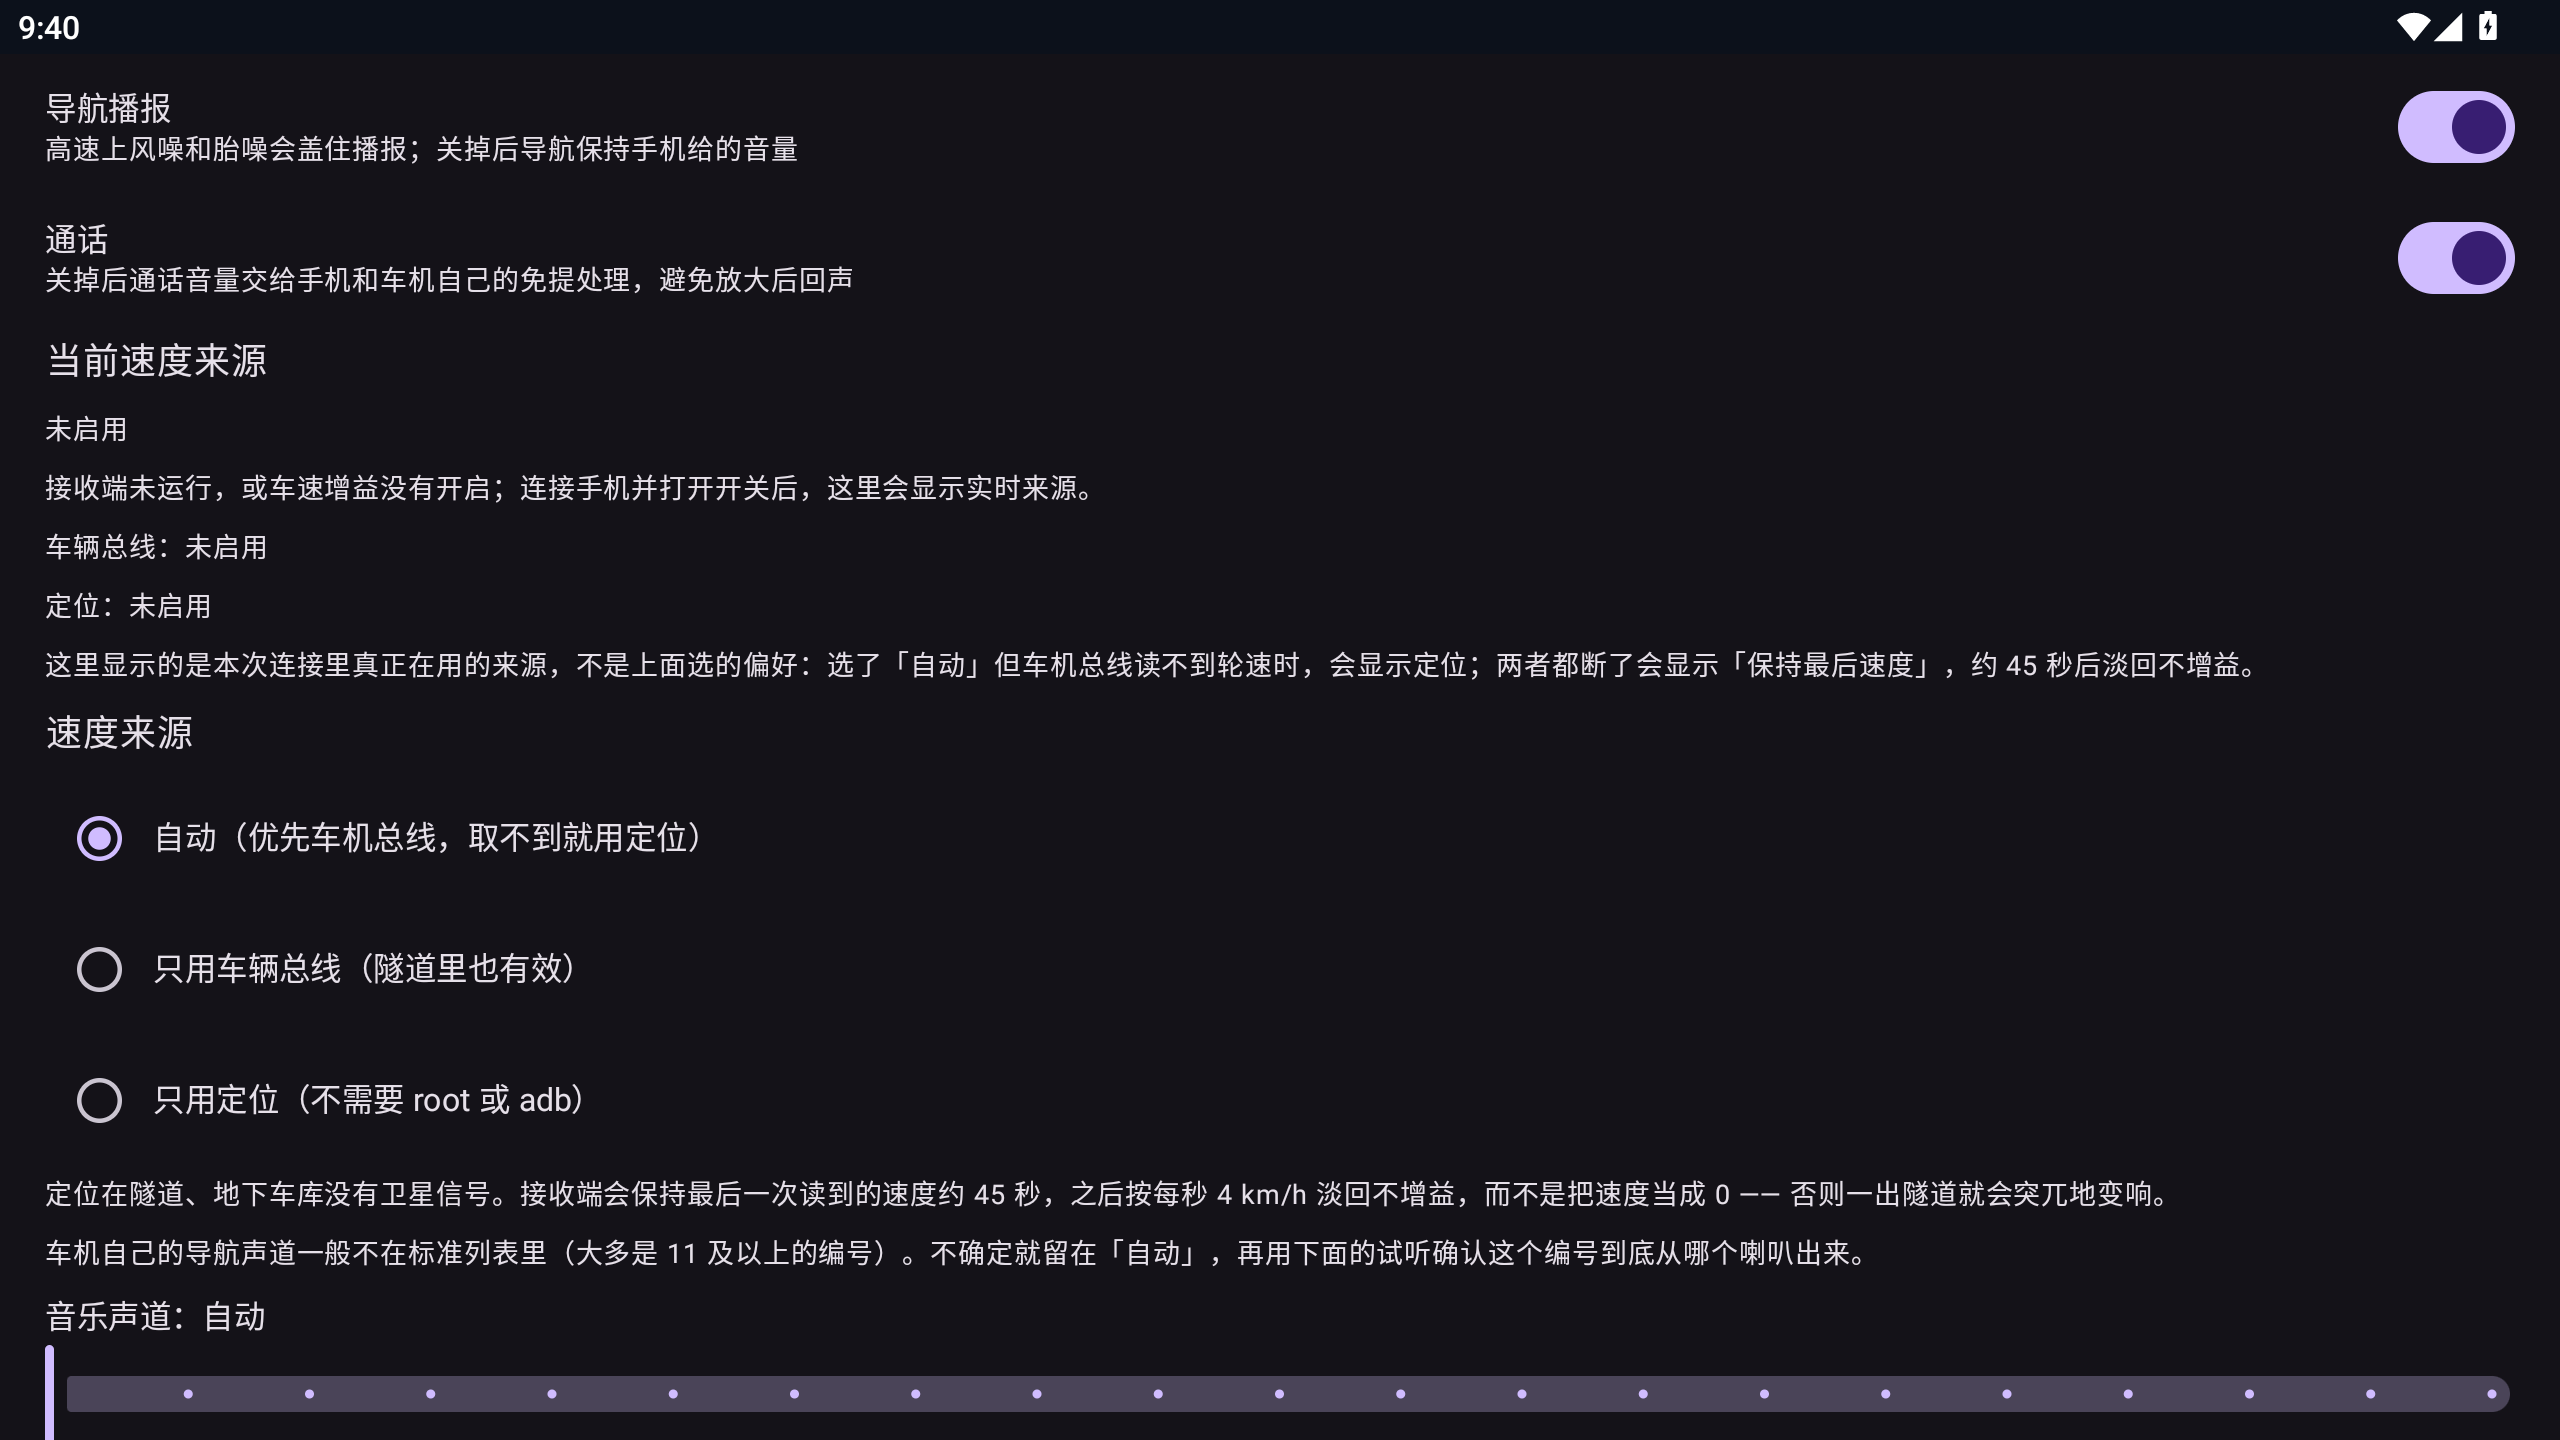 9:40
导航播报
高速上风噪和胎噪会盖住播报；关掉后导航保持手机给的音量
通话
关掉后通话音量交给手机和车机自己的免提处理，避免放大后回声
当前速度来源
未启用
接收端未运行，或车速增益没有开启；连接手机并打开开关后，这里会显示实时来源。
车辆总线：未启用
定位：未启用
这里显示的是本次连接里真正在用的来源，不是上面选的偏好：选了「自动」但车机总线读不到轮速时，会显示定位；两者都断了会显示「保持最后速度」，约 45 秒后淡回不增益。
速度来源
自动（优先车机总线，取不到就用定位）
只用车辆总线（隧道里也有效）
只用定位（不需要 root 或 adb）
定位在隧道、地下车库没有卫星信号。接收端会保持最后一次读到的速度约 45 秒，之后按每秒 4 km/h 淡回不增益，而不是把速度当成 0 —— 否则一出隧道就会突兀地变响。
车机自己的导航声道一般不在标准列表里（大多是 11 及以上的编号）。不确定就留在「自动」，再用下面的试听确认这个编号到底从哪个喇叭出来。
音乐声道：自动